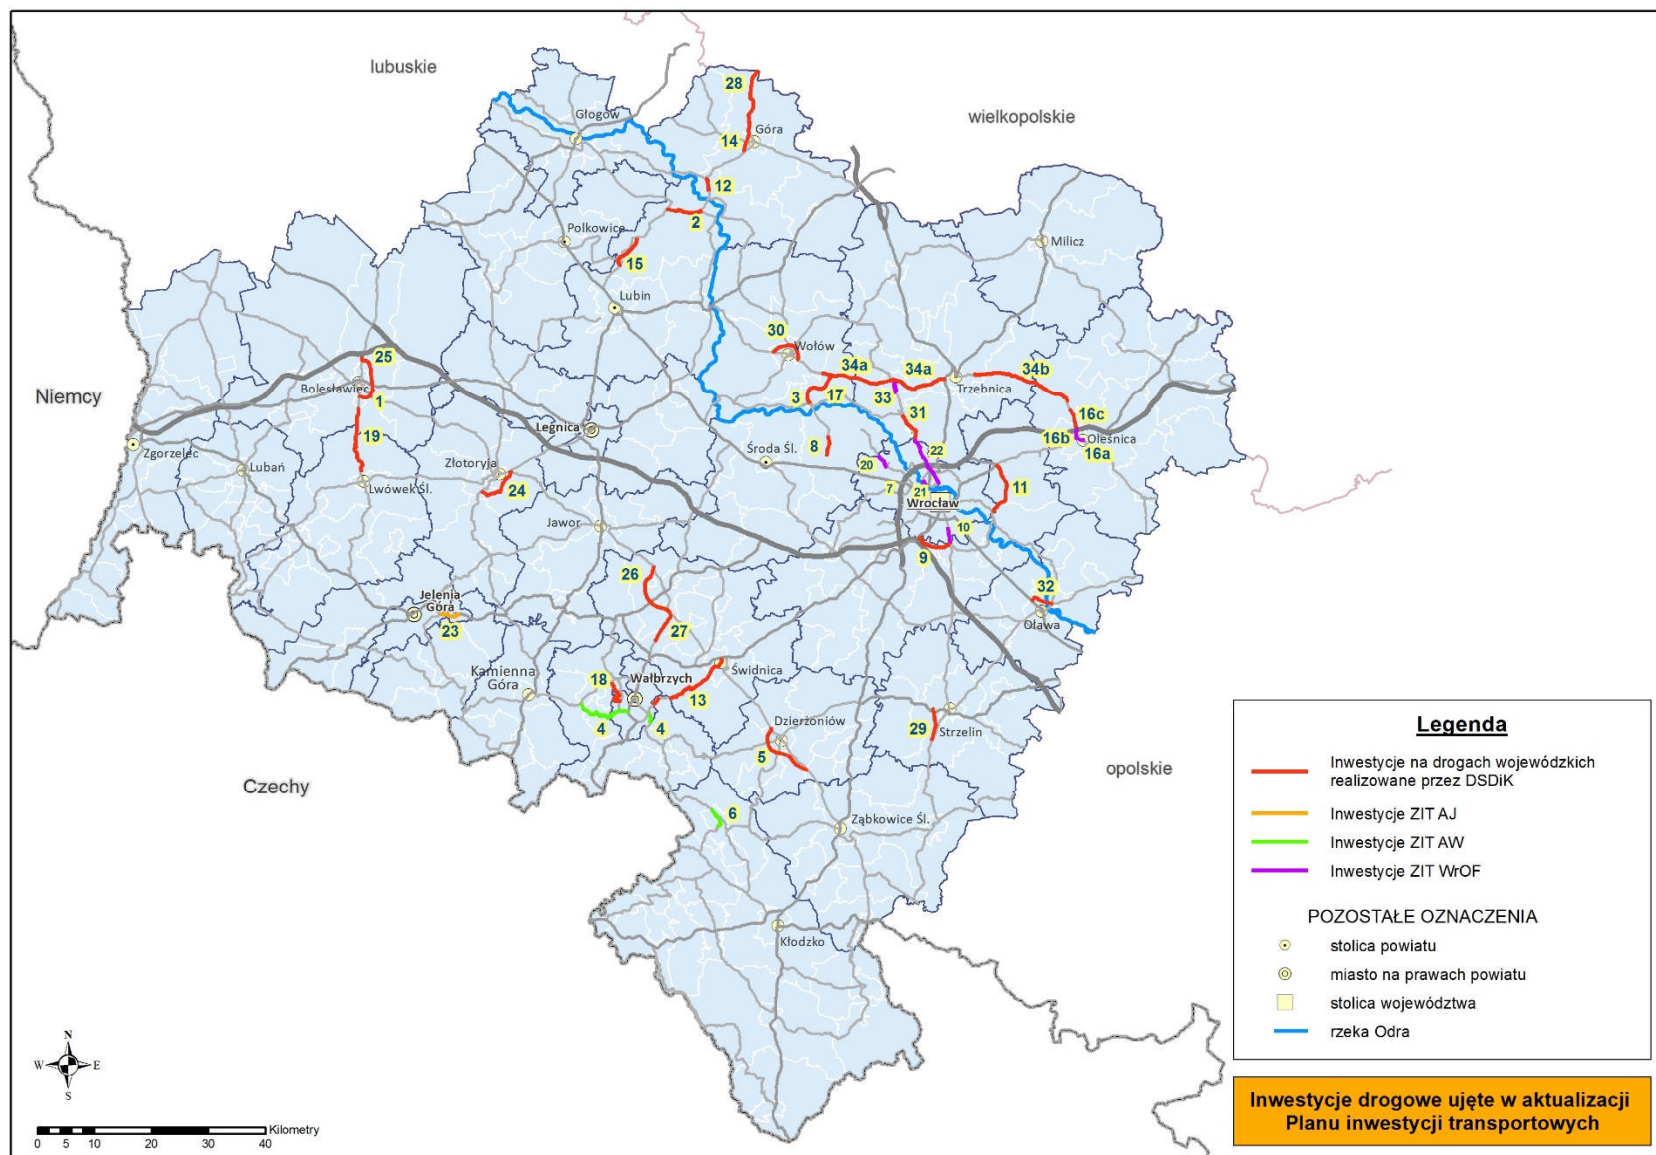 lubuskie
28
wielkopolskie
Głogów
14
Góra
12
2
Polkowice
Milicz
15
Lubin
30
Wołów
25
34a
34a
34b
Bolesławiec
Trzebnica
Niemcy
1
3
17
33
16c
31
Legnica
19
16b
Oleśnica
8
22
16a
Zgorzelec
Środa Śl.
Lubań
Złotoryja
20
Lwówek Śl.
24
7
21
11
Wrocław
Jawor
10
9
26
32
Jelenia
Góra
23
27
Oława
Kamienna
Góra
18
Wałbrzych
Świdnica
13
4
4
Dzierżoniów
29
Strzelin
5
opolskie
Czechy
6
Ząbkowice Śl.
Kłodzko
Legenda
Inwestycje na drogach wojewódzkich
realizowane przez DSDiK
Inwestycje ZIT AJ
Inwestycje ZIT AW
Inwestycje ZIT WrOF
POZOSTAŁE OZNACZENIA
stolica powiatu
miasto na prawach powiatu
stolica województwa
rzeka Odra
N
W
E
S
Kilometry
0 5 10 20 30 40
Inwestycje drogowe ujęte w aktualizacji
Planu inwestycji transportowych